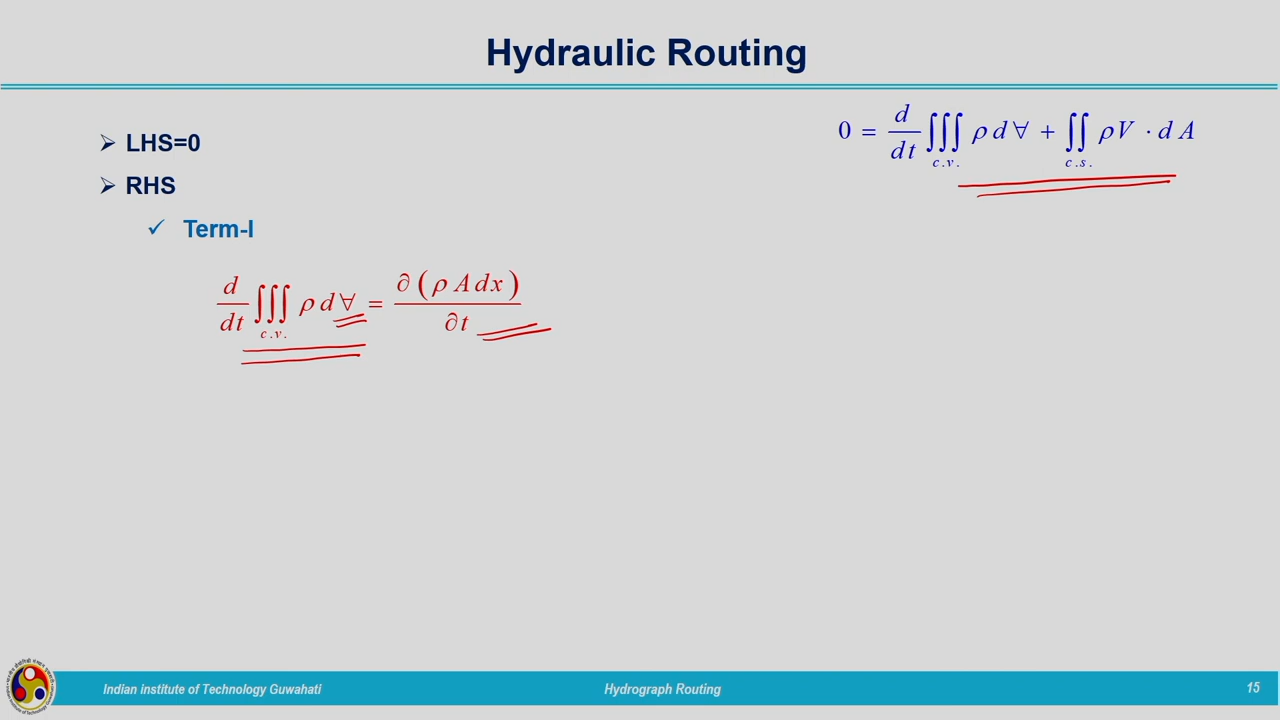 Hydraulic Routing
➢ LHS=0
0 = d/dt ∭c.v. ρ d∀ + ∬c.s. ρV · dA
➢ RHS
✓ Term-I
d/dt ∭c.v. ρ d∀ = ∂(ρ A dx)/∂t
Indian institute of Technology Guwahati
Hydrograph Routing
15